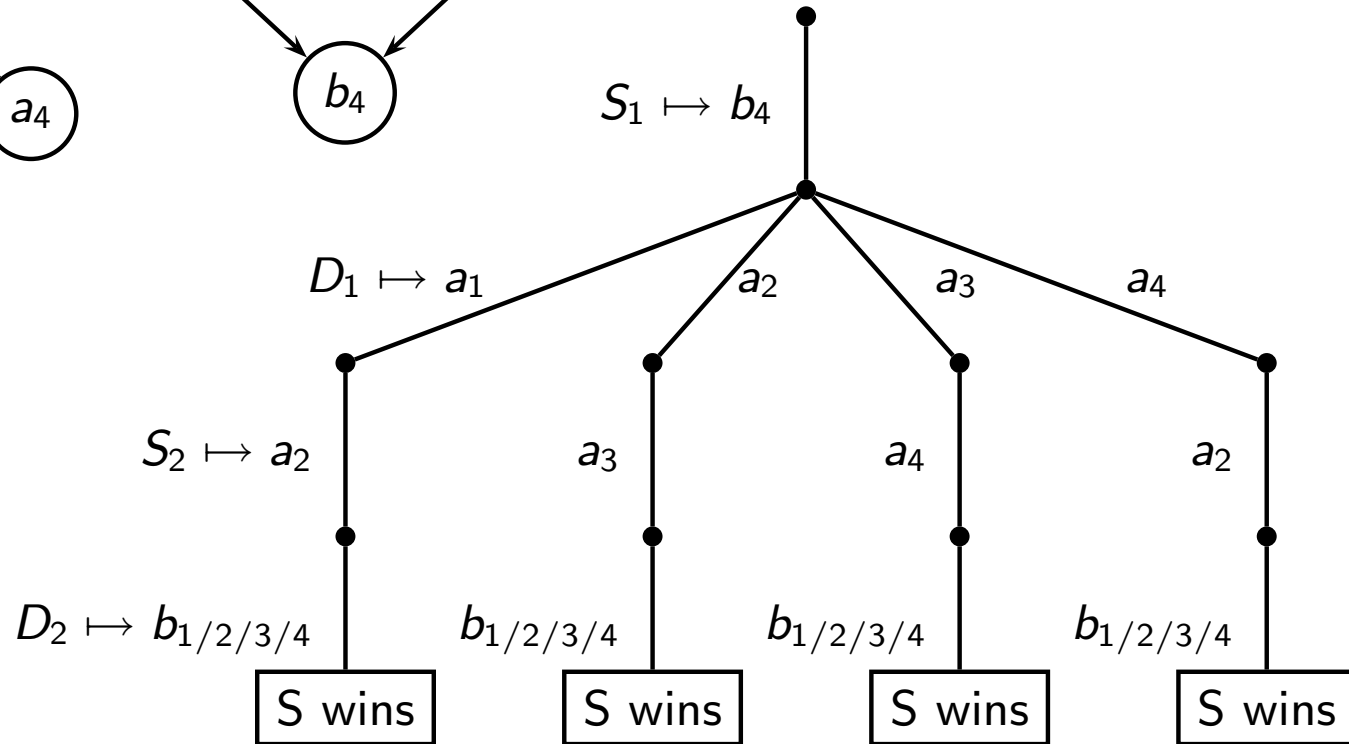 a₄
b₄
S₁ ↦ b₄
D₁ ↦ a₁ a₂ a₃ a₄
S₂ ↦ a₂ a₃ a₄ a₂
D₂ ↦ b₁/₂/₃/₄ b₁/₂/₃/₄ b₁/₂/₃/₄ b₁/₂/₃/₄
S wins S wins S wins S wins